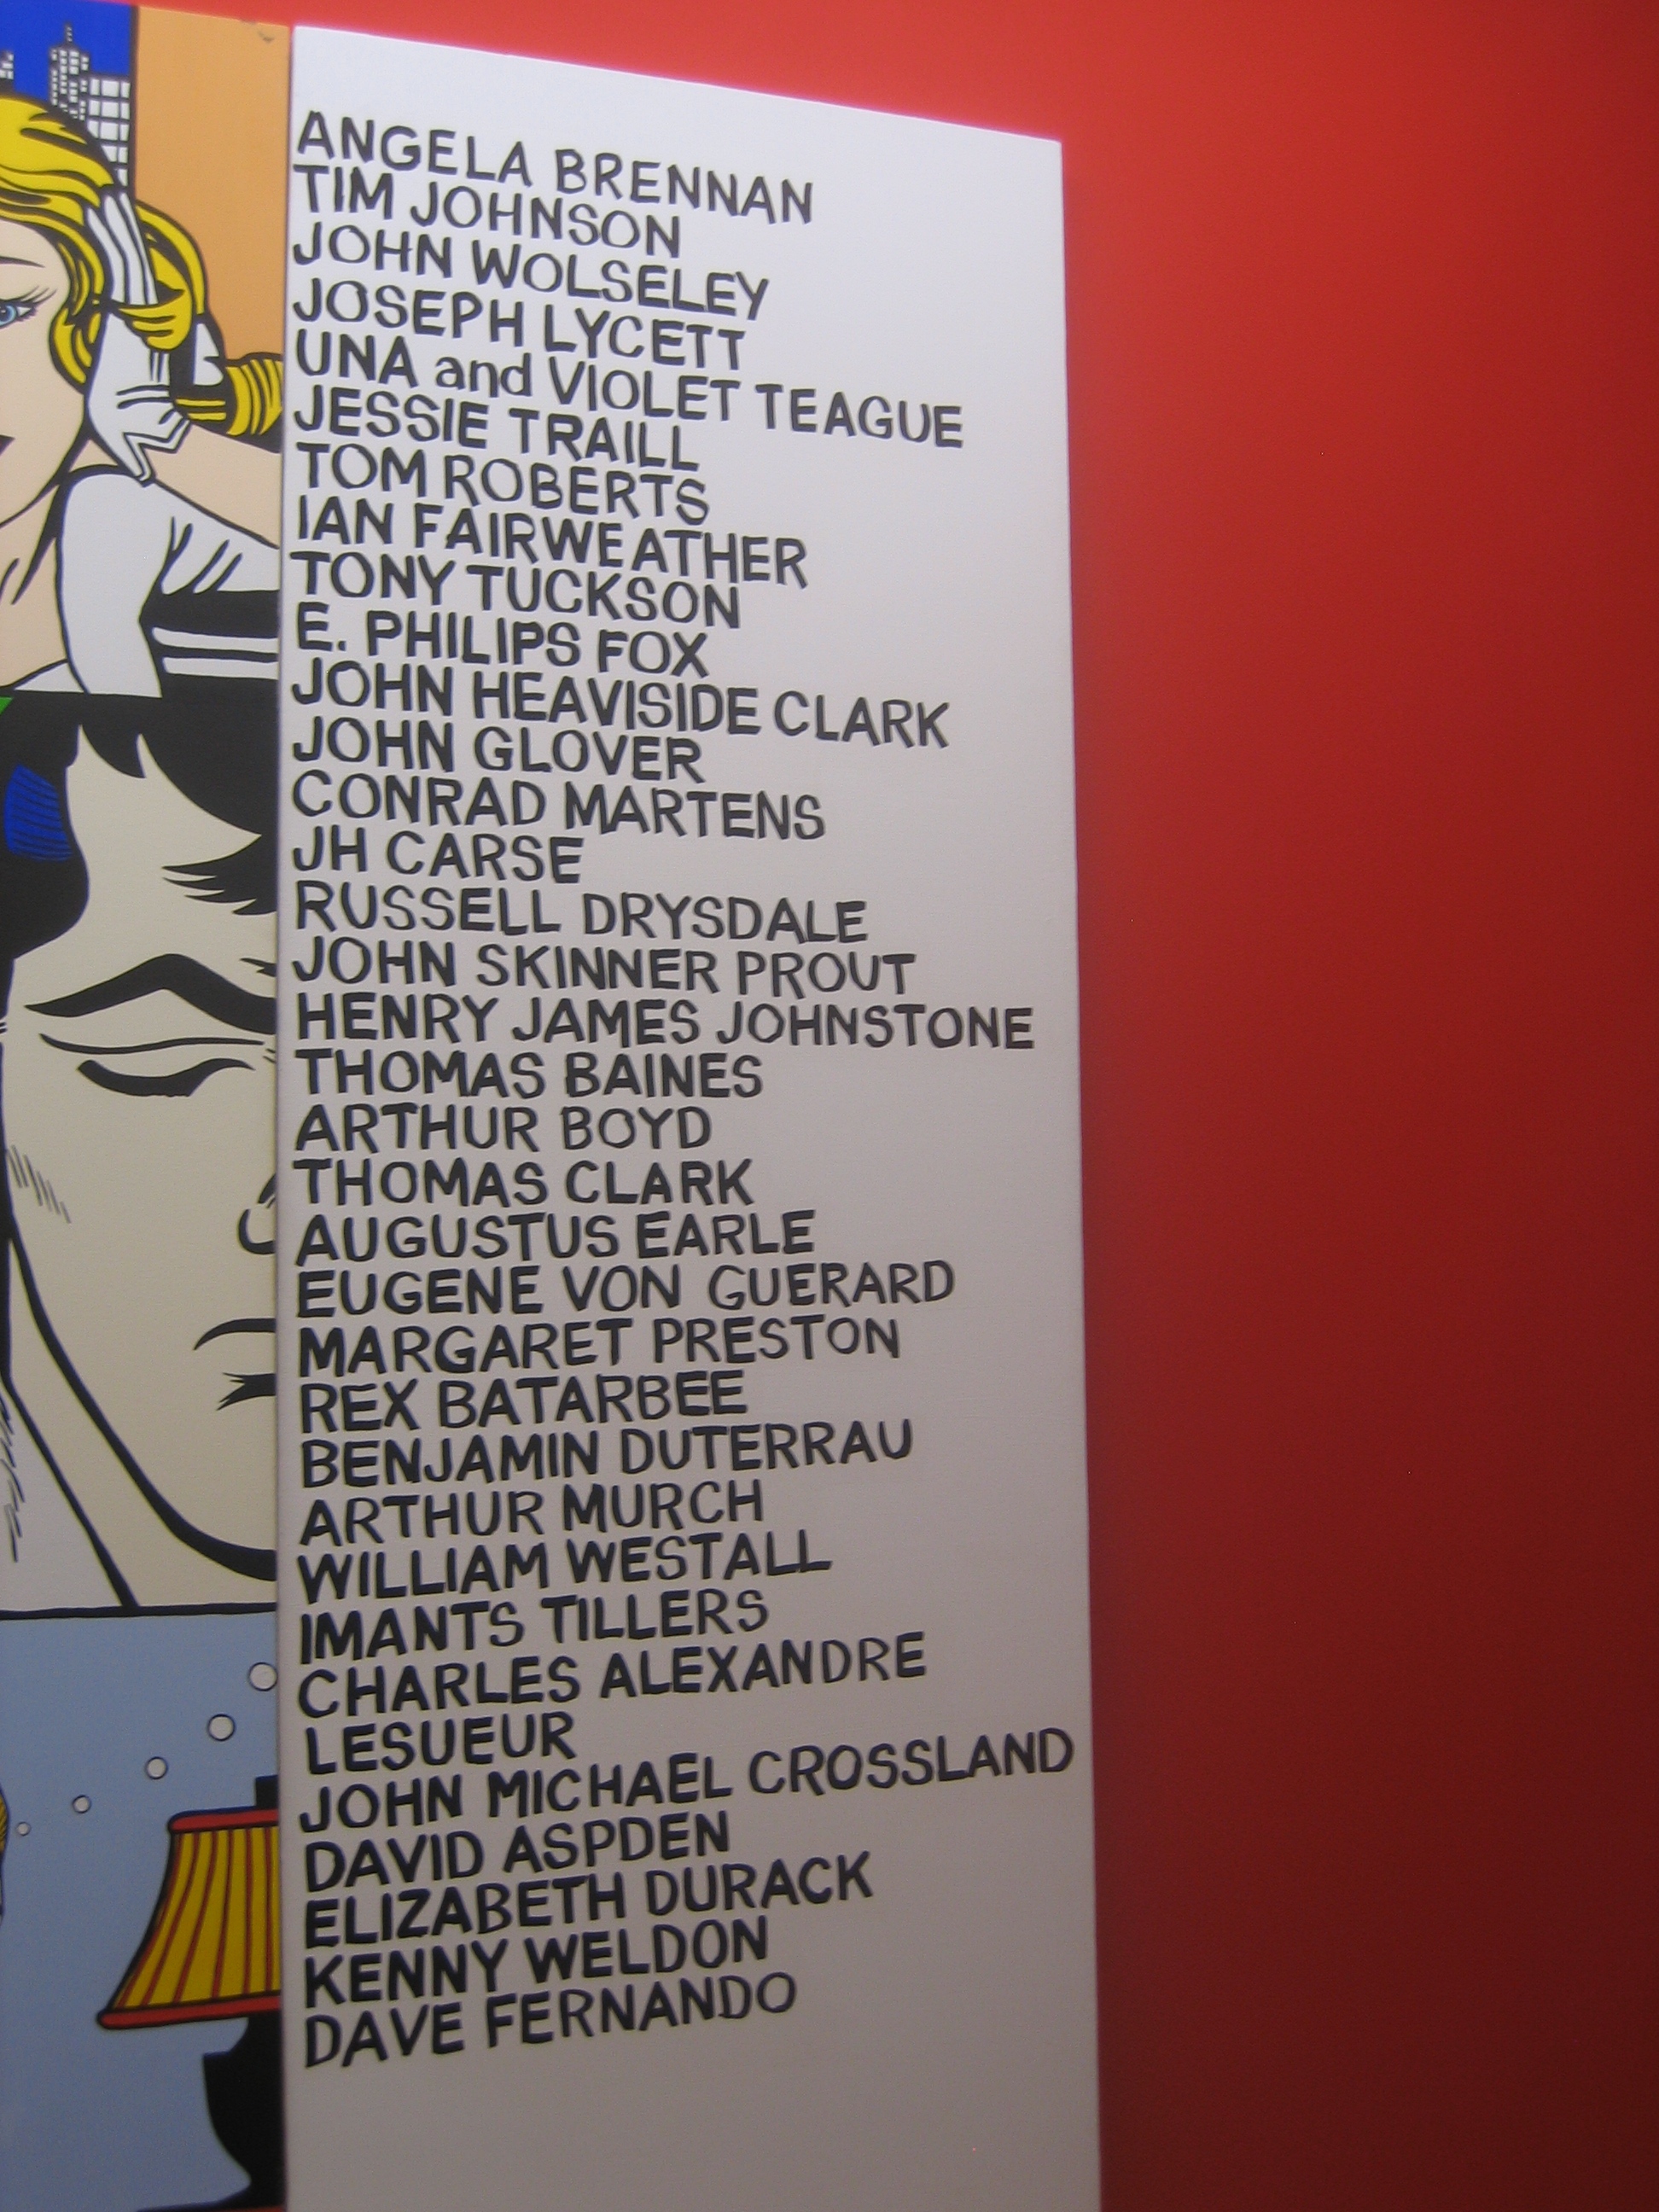 ANGELA BRENNAN
TIM JOHNSON
JOHN WOLSELEY
JOSEPH LYCETT
UNA and VIOLET TEAGUE
JESSIE TRAILL
TOM ROBERTS
IAN FAIRWEATHER
TONY TUCKSON
E. PHILIPS FOX
JOHN HEAVISIDE CLARK
JOHN GLOVER
CONRAD MARTENS
JH CARSE
RUSSELL DRYSDALE
JOHN SKINNER PROUT
HENRY JAMES JOHNSTONE
THOMAS BAINES
ARTHUR BOYD
THOMAS CLARK
AUGUSTUS EARLE
EUGENE VON GUERARD
MARGARET PRESTON
REX BATARBEE
BENJAMIN DUTERRAU
ARTHUR MURCH
WILLIAM WESTALL
IMANTS TILLERS
CHARLES ALEXANDRE
LESUEUR
JOHN MICHAEL CROSSLAND
DAVID ASPDEN
ELIZABETH DURACK
KENNY WELDON
DAVE FERNANDO